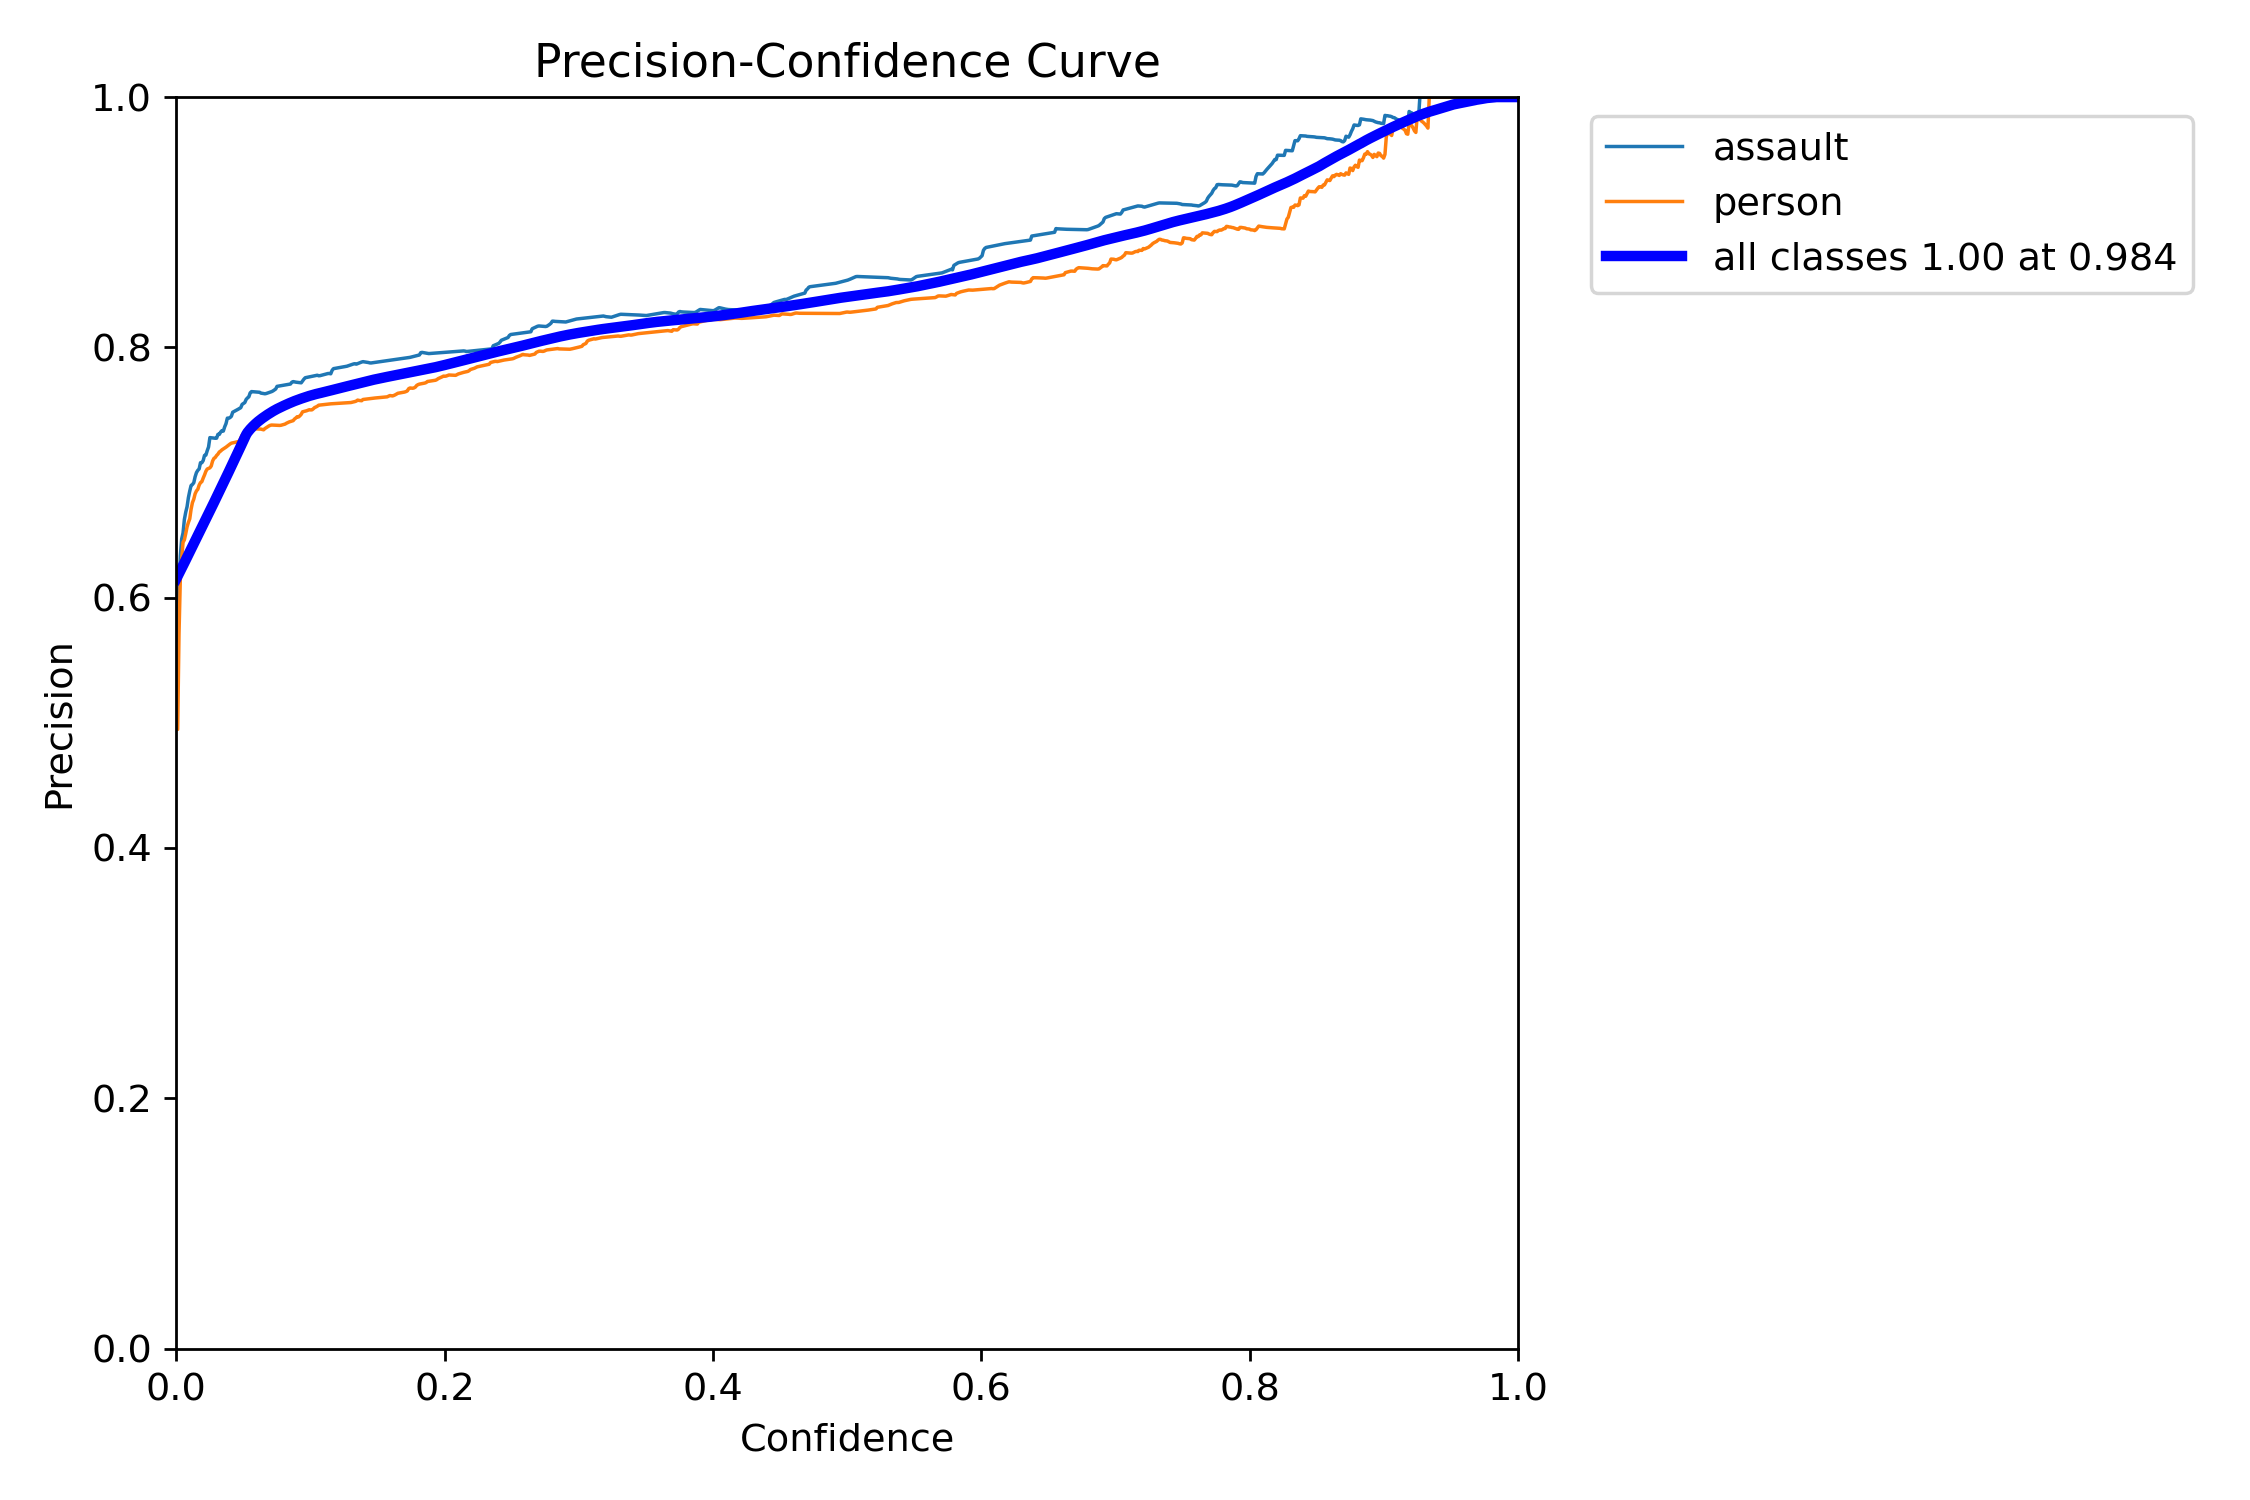 Precision-Confidence Curve
1.0
0.8
0.6
0.4
0.2
0.0
Precision
0.0 0.2 0.4 0.6 0.8 1.0
Confidence
assault
person
all classes 1.00 at 0.984